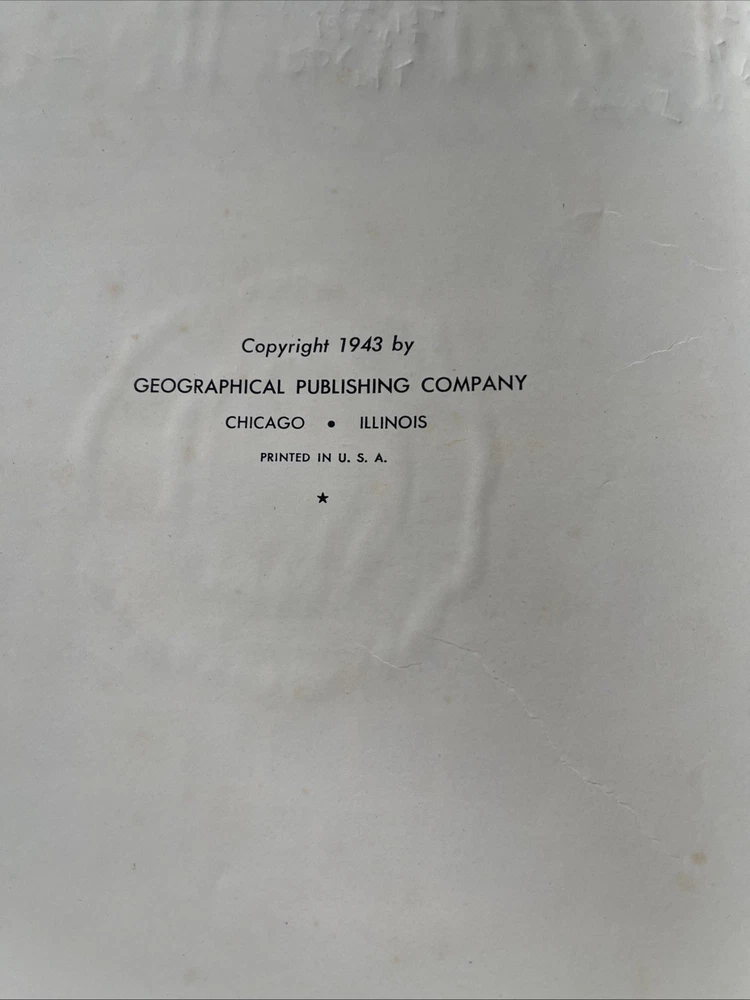 Copyright 1943 by
GEOGRAPHICAL PUBLISHING COMPANY
CHICAGO • ILLINOIS
PRINTED IN U. S. A.
★